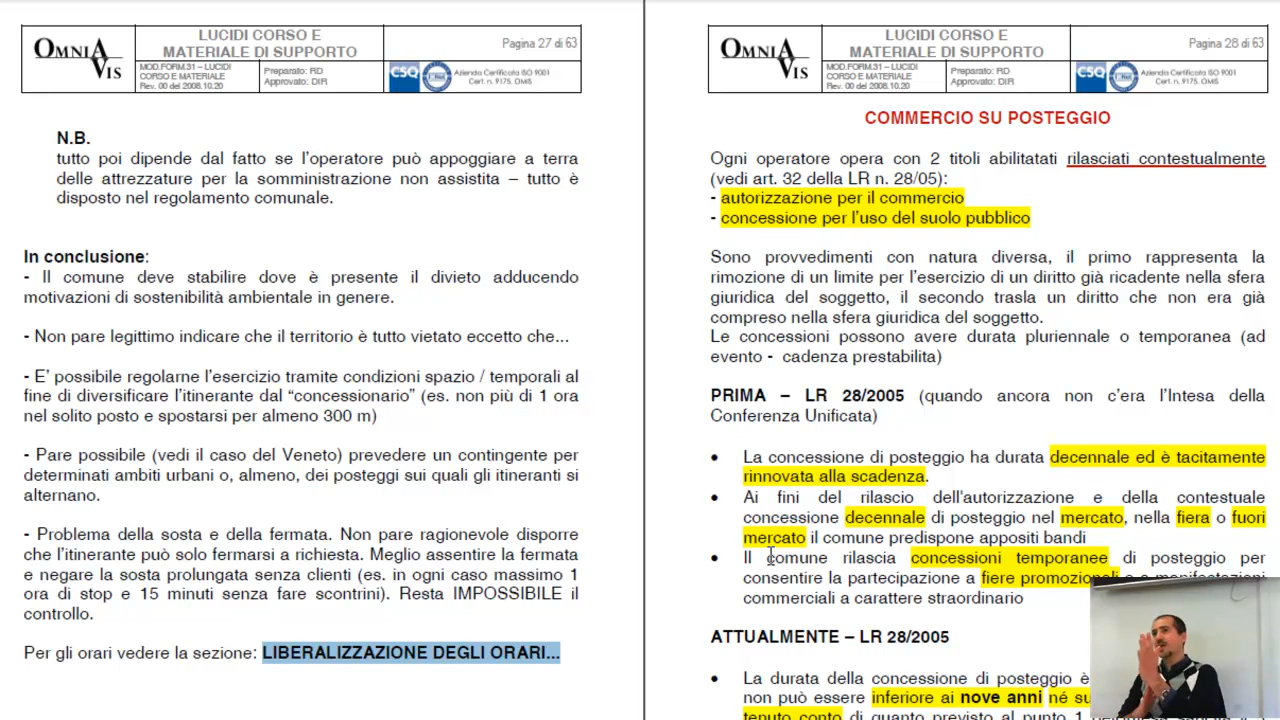 OMNIA VIS
LUCIDI CORSO E
MATERIALE DI SUPPORTO
Pagina 27 di 63
MOD.FORM.31 – LUCIDI
CORSO E MATERIALE
Rev. 00 del 2008.10.20
Preparato: RD
Approvato: DIR
CSQ
Azienda Certificata ISO 9001
Cert. n. 9175. OMIS
N.B.
tutto poi dipende dal fatto se l’operatore può appoggiare a terra
delle attrezzature per la somministrazione non assistita – tutto è
disposto nel regolamento comunale.
In conclusione:
- Il comune deve stabilire dove è presente il divieto adducendo
motivazioni di sostenibilità ambientale in genere.
- Non pare legittimo indicare che il territorio è tutto vietato eccetto che...
- E’ possibile regolarne l’esercizio tramite condizioni spazio / temporali al
fine di diversificare l’itinerante dal “concessionario” (es. non più di 1 ora
nel solito posto e spostarsi per almeno 300 m)
- Pare possibile (vedi il caso del Veneto) prevedere un contingente per
determinati ambiti urbani o, almeno, dei posteggi sui quali gli itineranti si
alternano.
- Problema della sosta e della fermata. Non pare ragionevole disporre
che l’itinerante può solo fermarsi a richiesta. Meglio assentire la fermata
e negare la sosta prolungata senza clienti (es. in ogni caso massimo 1
ora di stop e 15 minuti senza fare scontrini). Resta IMPOSSIBILE il
controllo.
Per gli orari vedere la sezione: LIBERALIZZAZIONE DEGLI ORARI...
OMNIA VIS
LUCIDI CORSO E
MATERIALE DI SUPPORTO
Pagina 28 di 63
MOD.FORM.31 – LUCIDI
CORSO E MATERIALE
Rev. 00 del 2008.10.20
Preparato: RD
Approvato: DIR
CSQ
Azienda Certificata ISO 9001
Cert. n. 9175. OMIS
COMMERCIO SU POSTEGGIO
Ogni operatore opera con 2 titoli abilitatati rilasciati contestualmente
(vedi art. 32 della LR n. 28/05):
- autorizzazione per il commercio
- concessione per l’uso del suolo pubblico
Sono provvedimenti con natura diversa, il primo rappresenta la
rimozione di un limite per l’esercizio di un diritto già ricadente nella sfera
giuridica del soggetto, il secondo trasla un diritto che non era già
compreso nella sfera giuridica del soggetto.
Le concessioni possono avere durata pluriennale o temporanea (ad
evento - cadenza prestabilita)
PRIMA – LR 28/2005 (quando ancora non c’era l’Intesa della
Conferenza Unificata)
• La concessione di posteggio ha durata decennale ed è tacitamente
rinnovata alla scadenza.
• Ai fini del rilascio dell'autorizzazione e della contestuale
concessione decennale di posteggio nel mercato, nella fiera o fuori
mercato il comune predispone appositi bandi
• Il comune rilascia concessioni temporanee di posteggio per
consentire la partecipazione a fiere promozionali o a manifestazioni
commerciali a carattere straordinario
ATTUALMENTE – LR 28/2005
• La durata della concessione di posteggio è
non può essere inferiore ai nove anni né su
tenuto conto di quanto previsto al punto 1